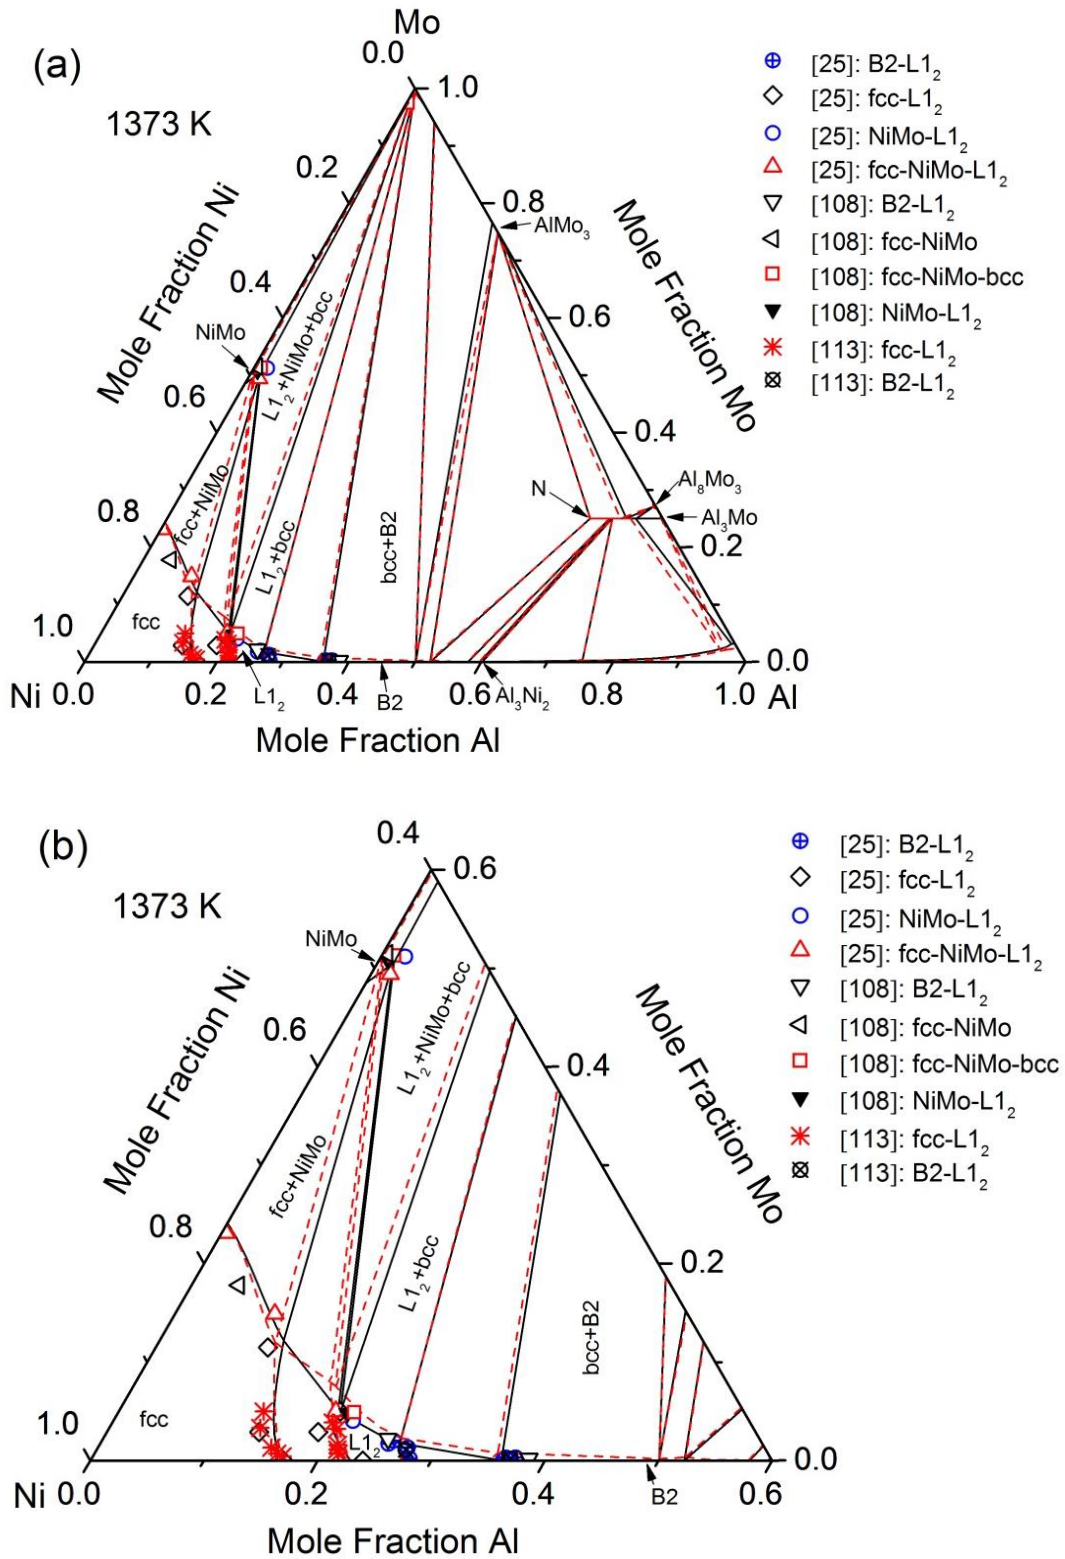 (a)
Mo
0.0
1.0
1373 K
0.2
0.8
AlMo3
Mole Fraction Ni
Mole Fraction Mo
0.4
0.6
NiMo
L12+NiMo+bcc
0.6
0.4
fcc+NiMo
N
Al8Mo3
Al3Mo
0.8
0.2
L12+bcc
bcc+B2
fcc
1.0
0.0
Ni
0.0
0.2
L12
0.4
B2
0.6
Al3Ni2
0.8
1.0
Al
Mole Fraction Al
[25]: B2-L12
[25]: fcc-L12
[25]: NiMo-L12
[25]: fcc-NiMo-L12
[108]: B2-L12
[108]: fcc-NiMo
[108]: fcc-NiMo-bcc
[108]: NiMo-L12
[113]: fcc-L12
[113]: B2-L12
(b)
0.4
0.6
1373 K
NiMo
Mole Fraction Ni
Mole Fraction Mo
L12+NiMo+bcc
0.6
0.4
fcc+NiMo
0.8
0.2
L12+bcc
bcc+B2
fcc
L12
1.0
0.0
Ni
0.0
0.2
0.4
B2
0.6
Mole Fraction Al
[25]: B2-L12
[25]: fcc-L12
[25]: NiMo-L12
[25]: fcc-NiMo-L12
[108]: B2-L12
[108]: fcc-NiMo
[108]: fcc-NiMo-bcc
[108]: NiMo-L12
[113]: fcc-L12
[113]: B2-L12